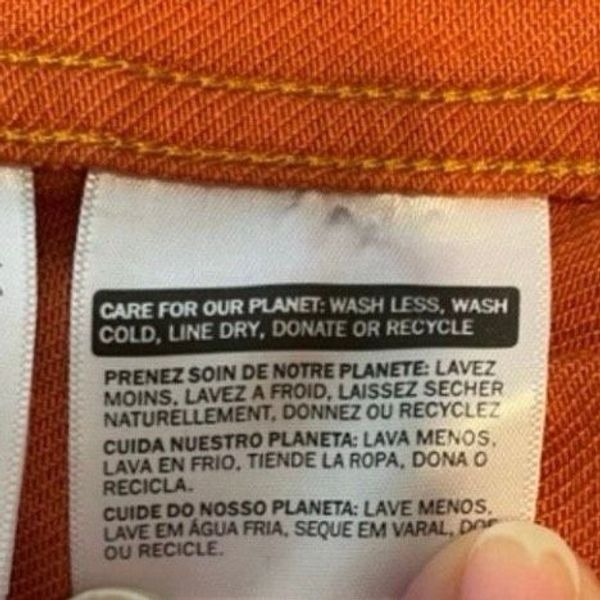 CARE FOR OUR PLANET: WASH LESS, WASH
COLD, LINE DRY, DONATE OR RECYCLE
PRENEZ SOIN DE NOTRE PLANETE: LAVEZ
MOINS, LAVEZ A FROID, LAISSEZ SECHER
NATURELLEMENT, DONNEZ OU RECYCLEZ
CUIDA NUESTRO PLANETA: LAVA MENOS,
LAVA EN FRIO, TIENDE LA ROPA, DONA O
RECICLA.
CUIDE DO NOSSO PLANETA: LAVE MENOS,
LAVE EM ÁGUA FRIA, SEQUE EM VARAL,
OU RECICLE.